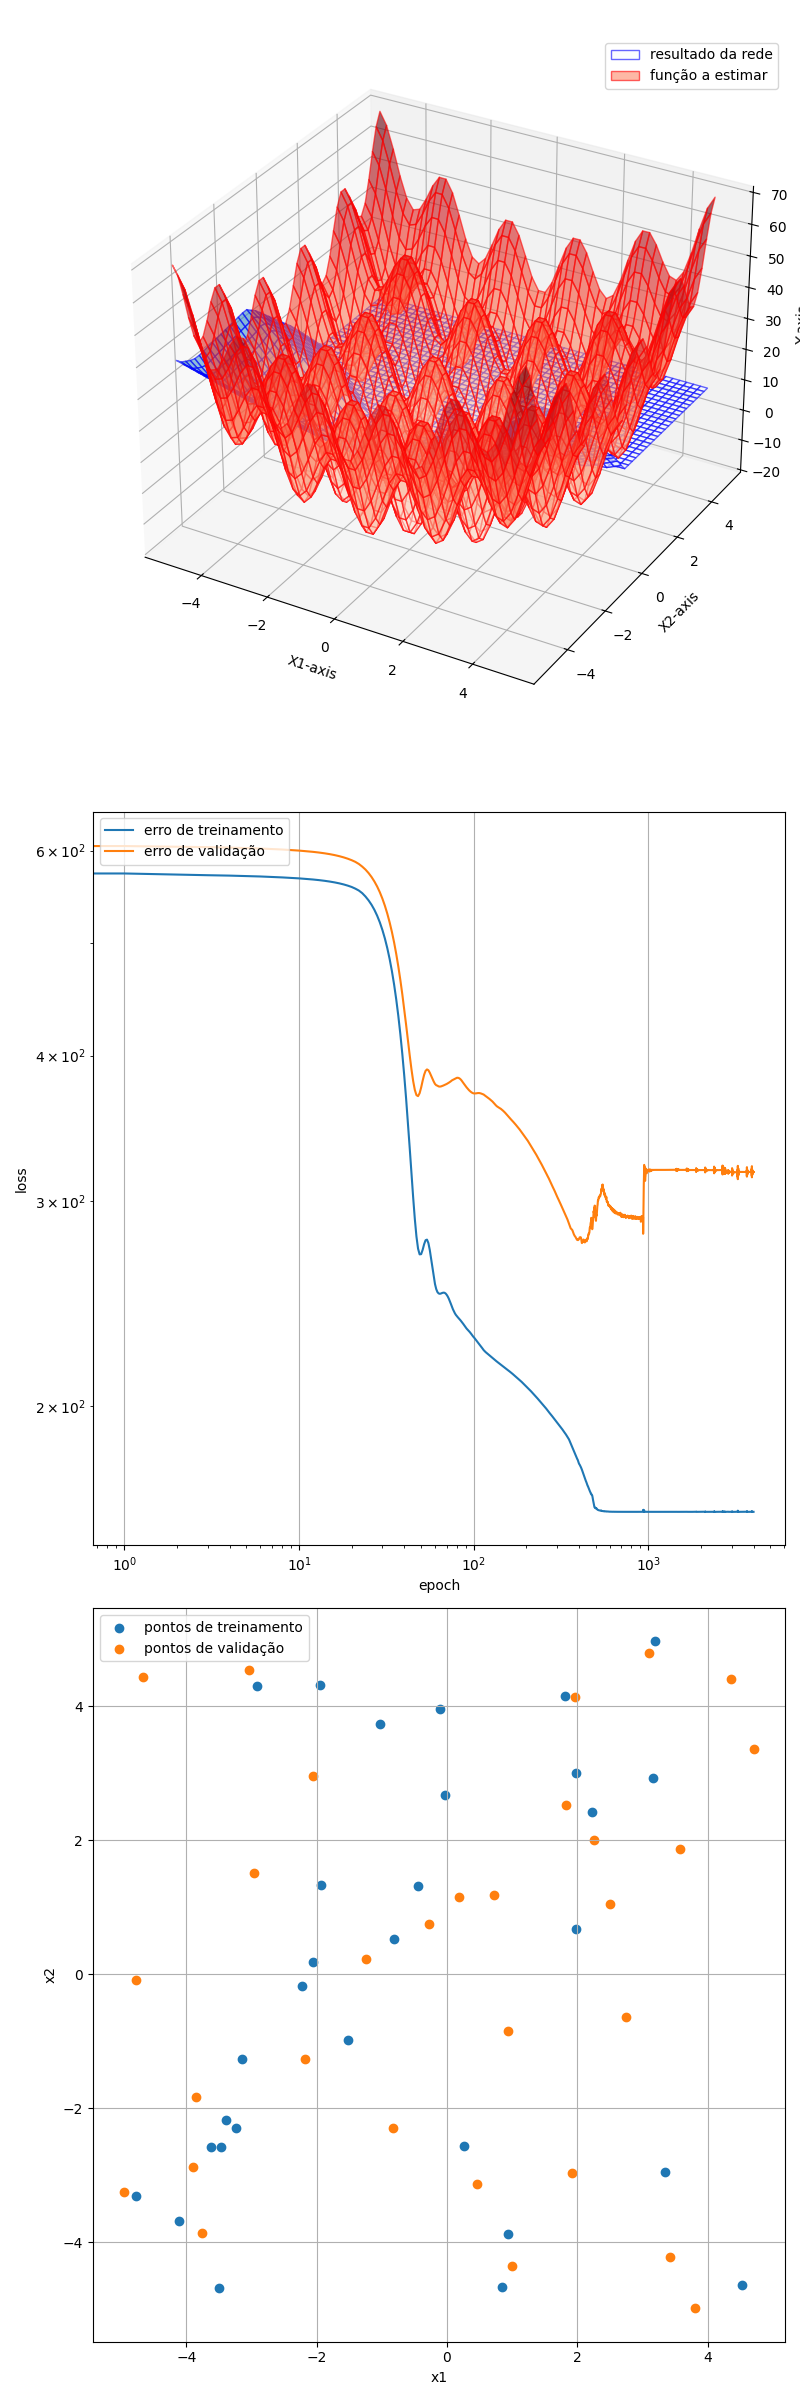 resultado da rede
função a estimar
70
60
50
40
30
20
10
0
−10
−20
−4
−2
0
2
4
X1-axis
−4
−2
0
2
4
X2-axis
erro de treinamento
erro de validação
6 × 10²
4 × 10²
3 × 10²
2 × 10²
loss
10⁰
10¹
10²
10³
epoch
pontos de treinamento
pontos de validação
4
2
0
−2
−4
x2
−4
−2
0
2
4
x1